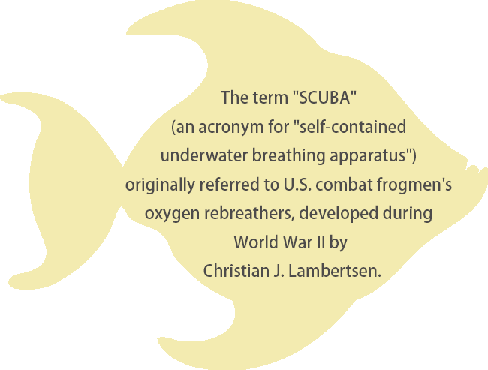 The term "SCUBA"
(an acronym for "self-contained
underwater breathing apparatus")
originally referred to U.S. combat frogmen's
oxygen rebreathers, developed during
World War II by
Christian J. Lambertsen.